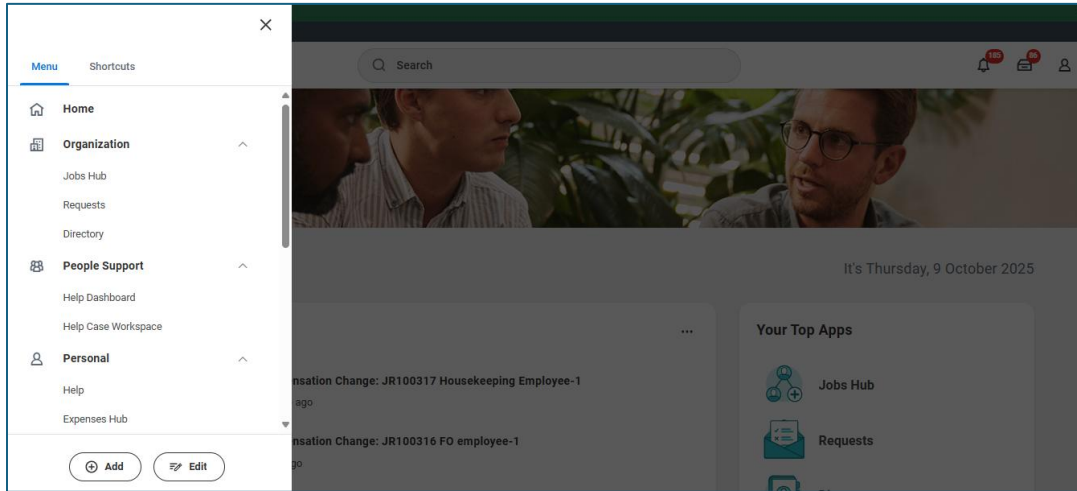 Menu
Shortcuts
Home
Organization
Jobs Hub
Requests
Directory
People Support
Help Dashboard
Help Case Workspace
Personal
Help
Expenses Hub
Add
Edit
Search
185
It's Thursday, 9 October 2025
nsation Change: JR100317 Housekeeping Employee-1
ago
nsation Change: JR100316 FO employee-1
go
Your Top Apps
Jobs Hub
Requests